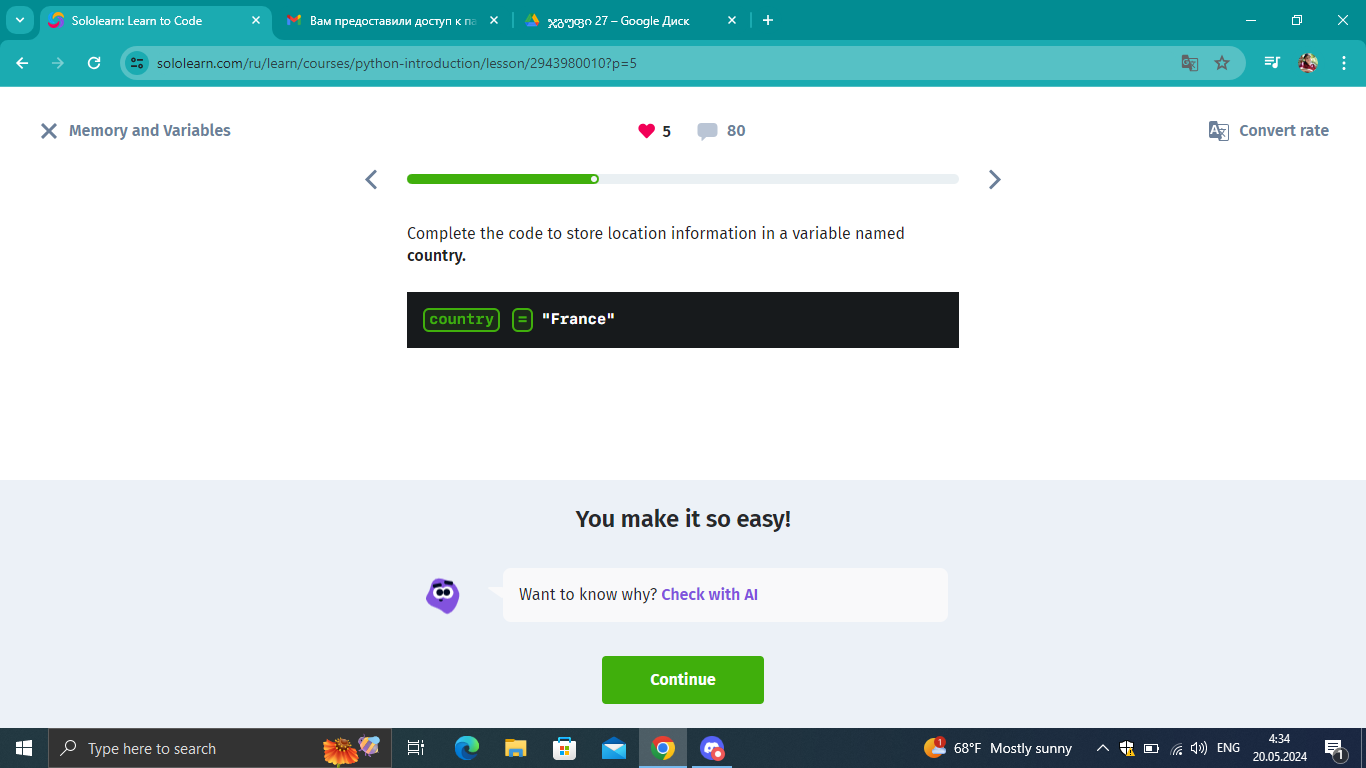 Sololearn: Learn to Code
Вам предоставили доступ к па
ჯგუფი 27 – Google Диск
sololearn.com/ru/learn/courses/python-introduction/lesson/2943980010?p=5
Memory and Variables
5
80
Convert rate
Complete the code to store location information in a variable named
country.
country = "France"
You make it so easy!
Want to know why? Check with AI
Continue
Type here to search
68°F Mostly sunny
ENG
4:34
20.05.2024